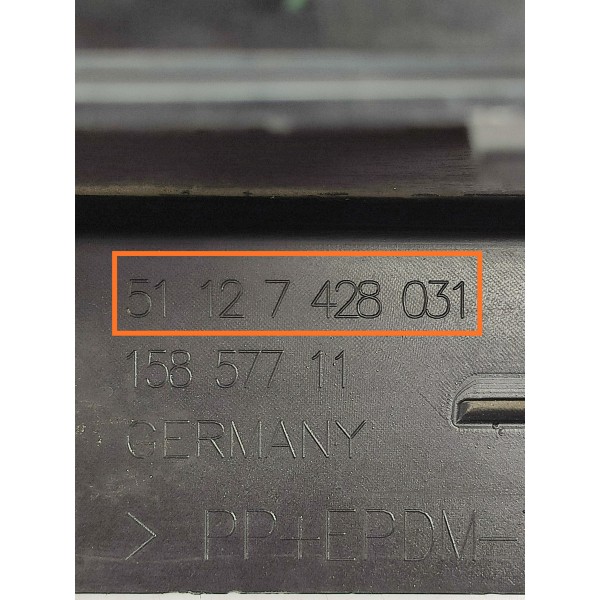 51 12 7 428 031
158 577 11
GERMANY
> PP+EPDM-